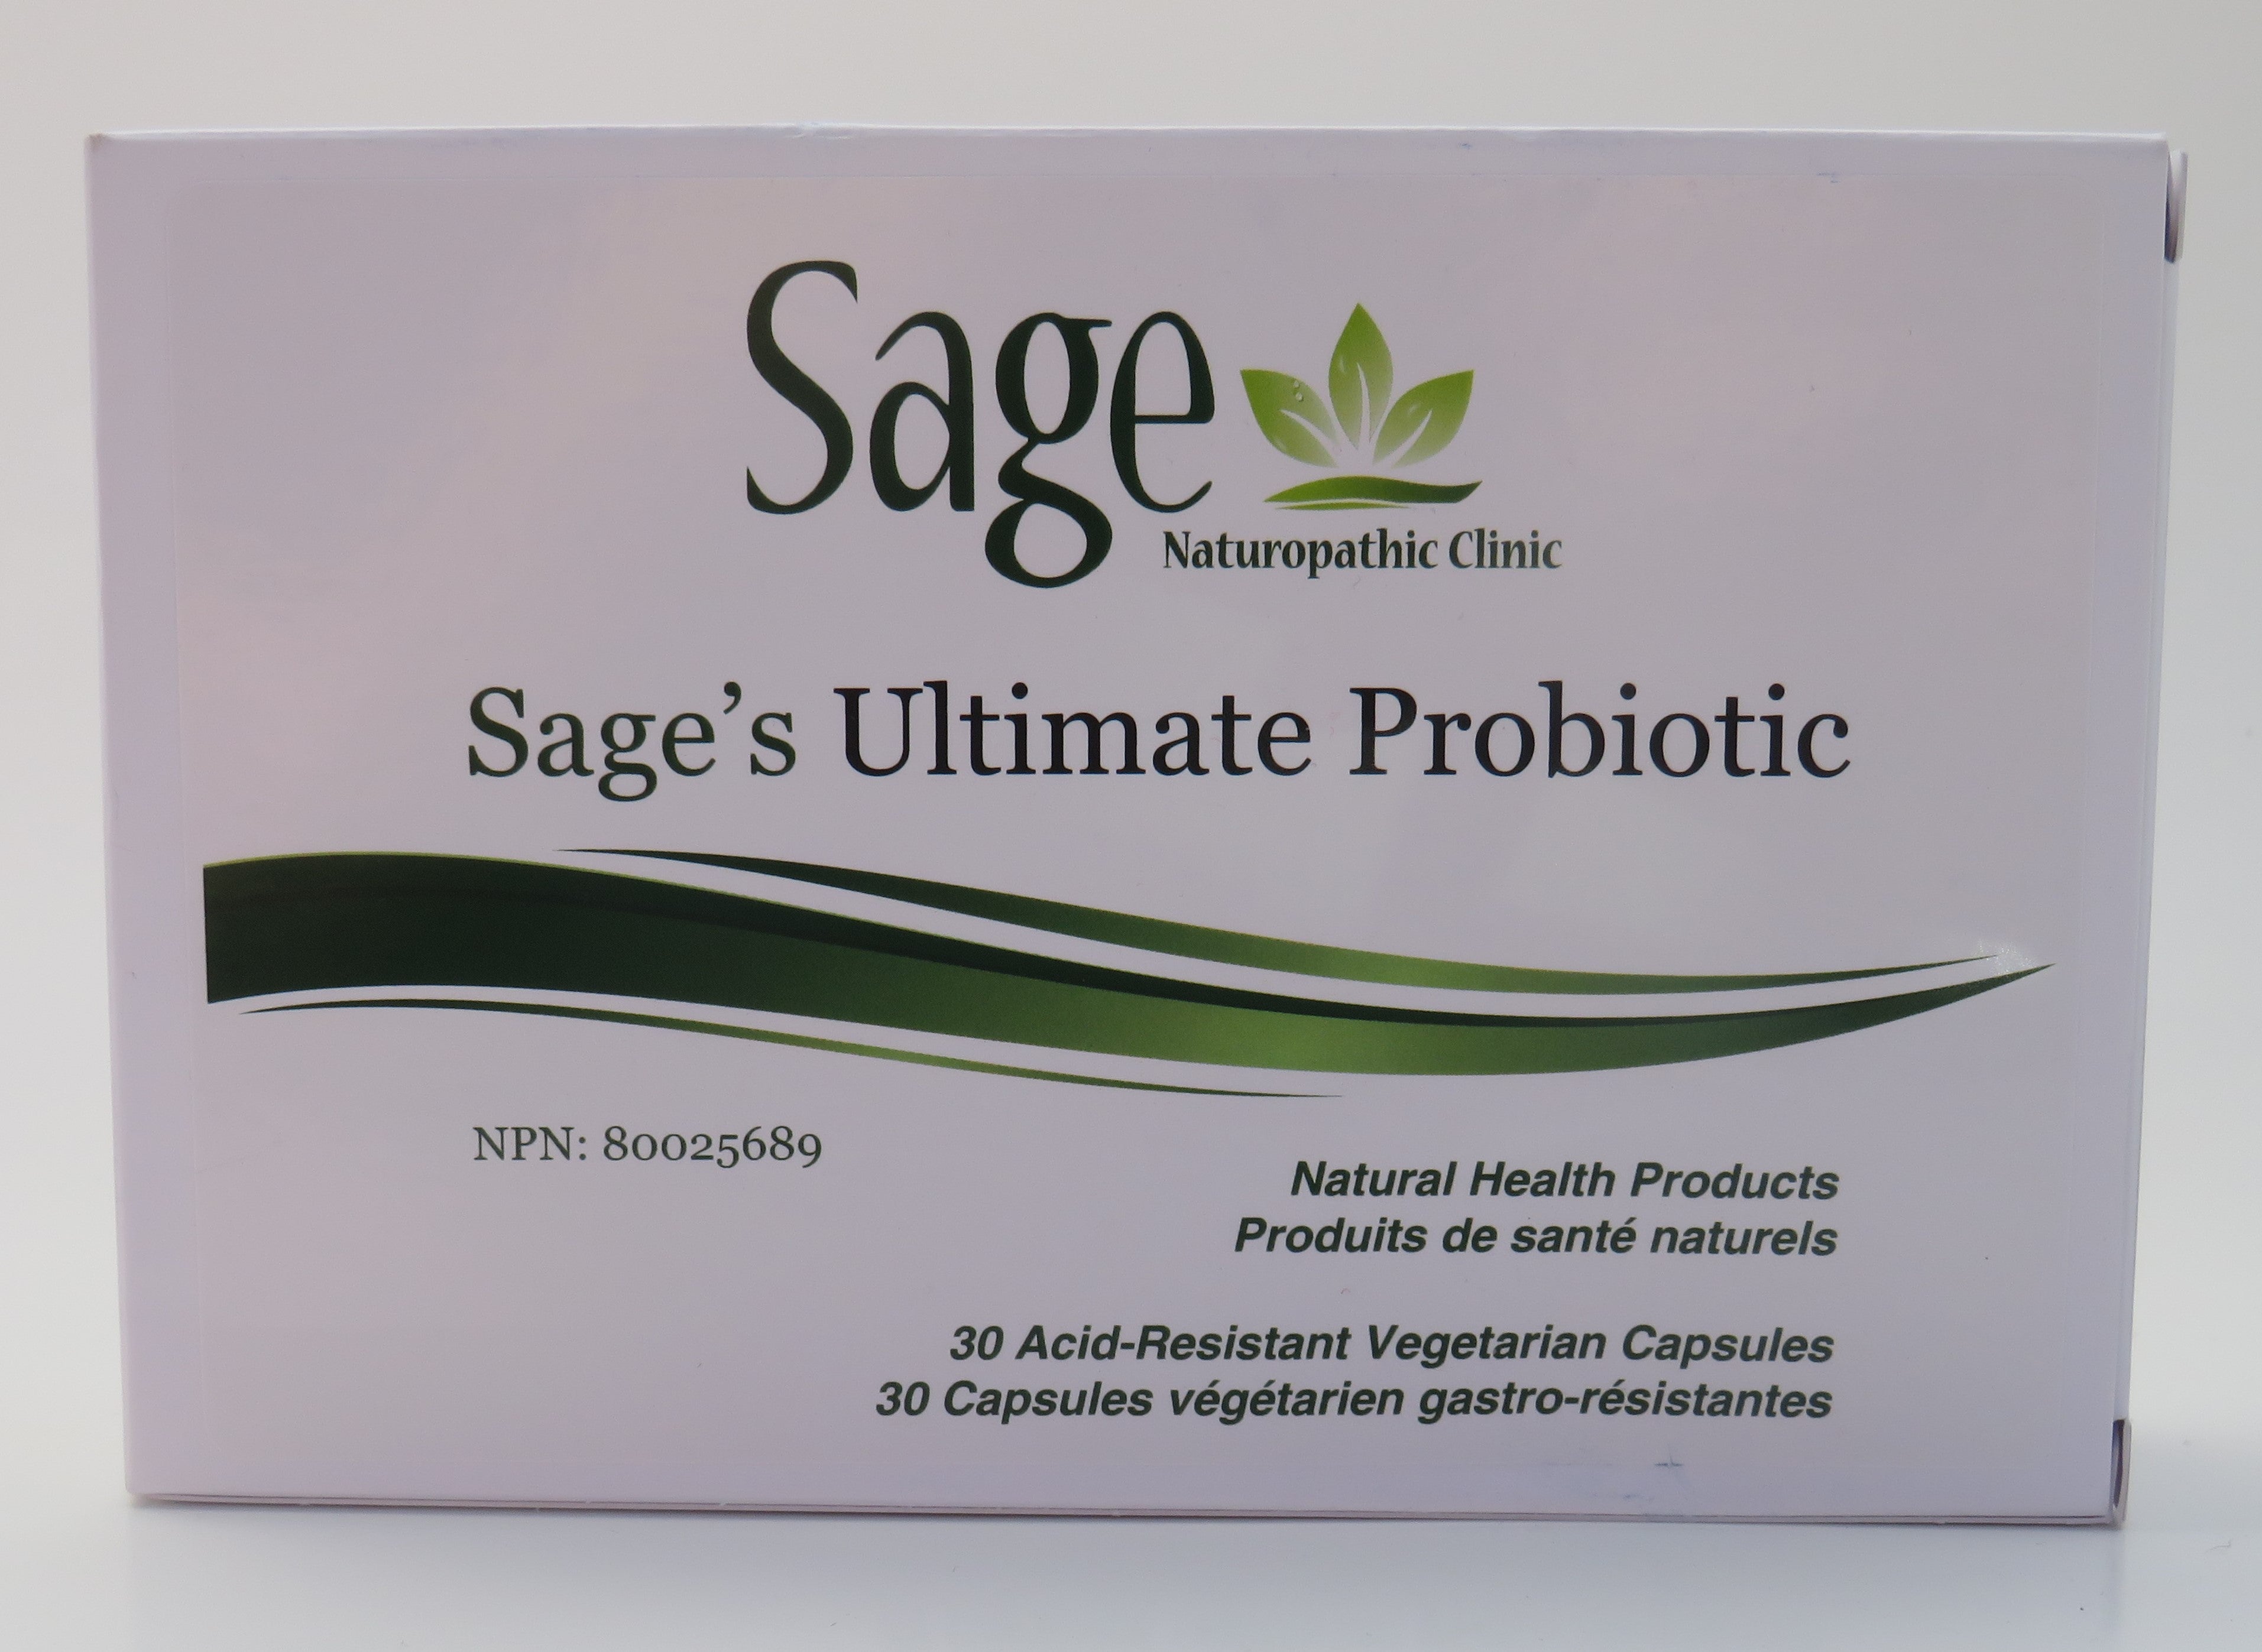 Sage
Naturopathic Clinic
Sage’s Ultimate Probiotic
NPN: 80025689
Natural Health Products
Produits de santé naturels
30 Acid-Resistant Vegetarian Capsules
30 Capsules végétarien gastro-résistantes